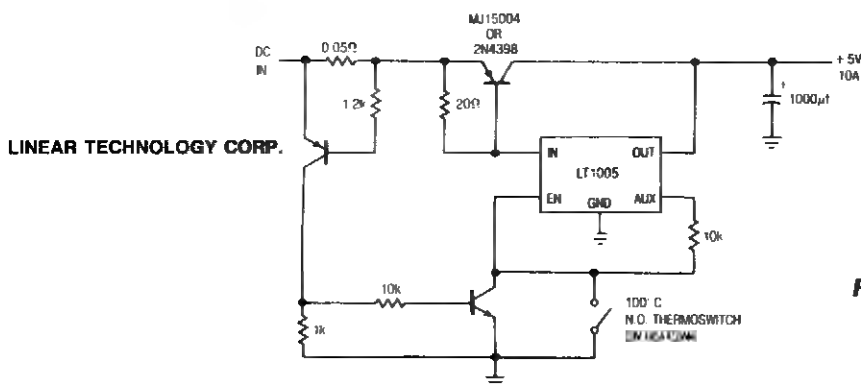 MJ15004
OR
2N4398
DC
IN
0.05Ω
+ 5V
10A
1.2k
20Ω
1000µf
LINEAR TECHNOLOGY CORP.
IN
OUT
LT1005
EN
AUX
GND
10k
10k
1k
100°C
N.O. THERMOSWITCH